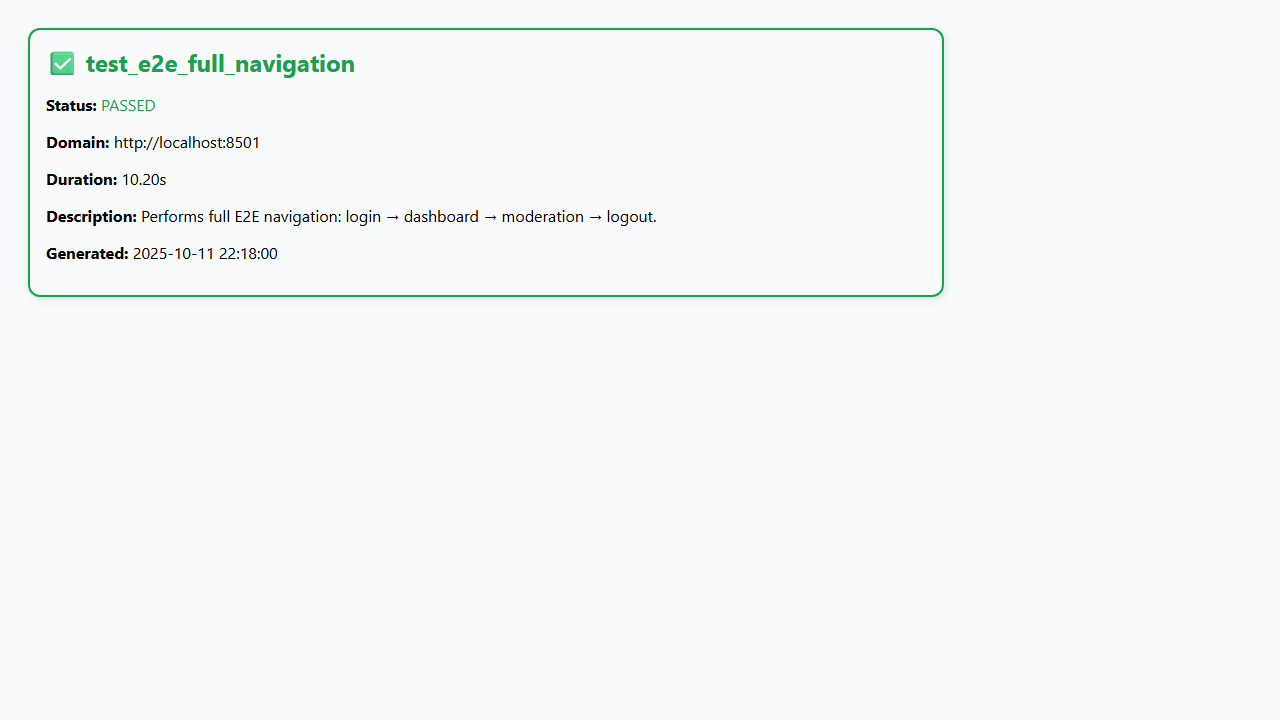 ✅ test_e2e_full_navigation
Status: PASSED
Domain: http://localhost:8501
Duration: 10.20s
Description: Performs full E2E navigation: login → dashboard → moderation → logout.
Generated: 2025-10-11 22:18:00